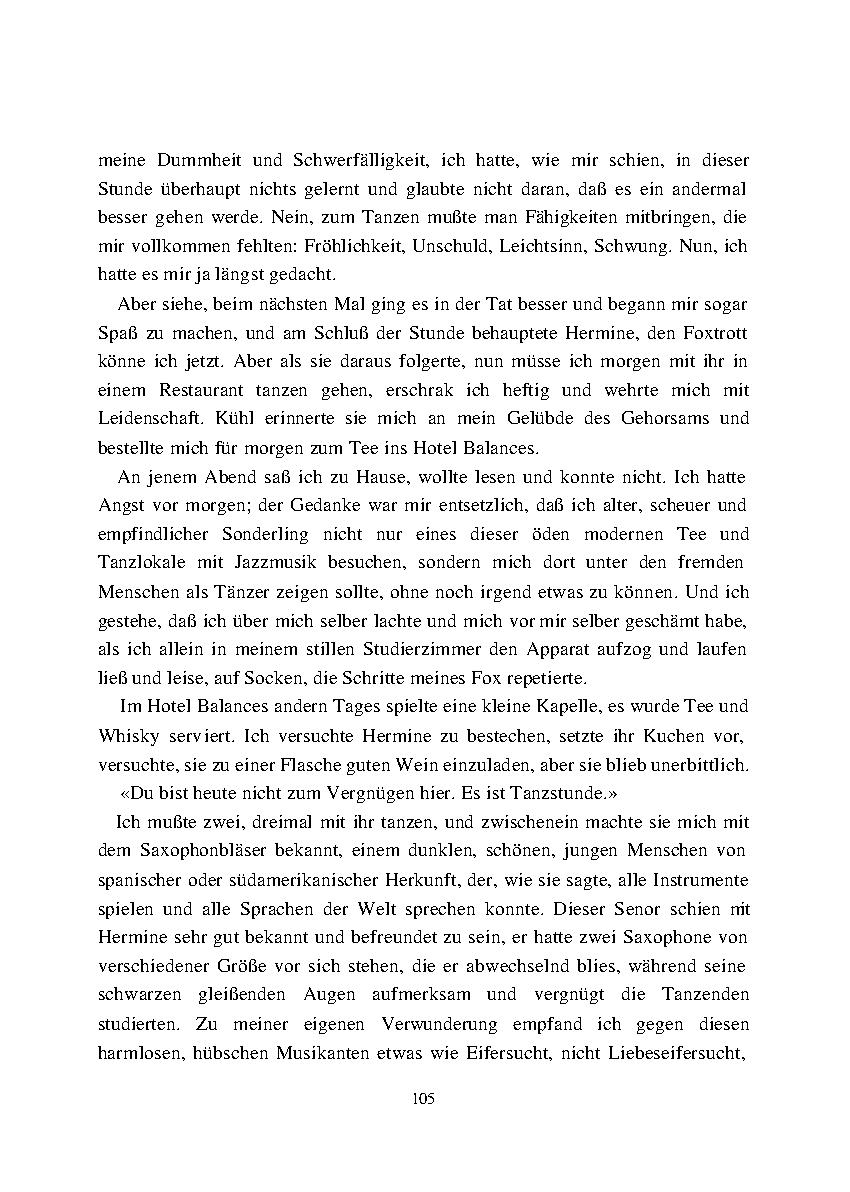 meine Dummheit und Schwerfälligkeit, ich hatte, wie mir schien, in dieser
Stunde überhaupt nichts gelernt und glaubte nicht daran, daß es ein andermal
besser gehen werde. Nein, zum Tanzen mußte man Fähigkeiten mitbringen, die
mir vollkommen fehlten: Fröhlichkeit, Unschuld, Leichtsinn, Schwung. Nun, ich
hatte es mir ja längst gedacht.
Aber siehe, beim nächsten Mal ging es in der Tat besser und begann mir sogar
Spaß zu machen, und am Schluß der Stunde behauptete Hermine, den Foxtrott
könne ich jetzt. Aber als sie daraus folgerte, nun müsse ich morgen mit ihr in
einem Restaurant tanzen gehen, erschrak ich heftig und wehrte mich mit
Leidenschaft. Kühl erinnerte sie mich an mein Gelübde des Gehorsams und
bestellte mich für morgen zum Tee ins Hotel Balances.
An jenem Abend saß ich zu Hause, wollte lesen und konnte nicht. Ich hatte
Angst vor morgen; der Gedanke war mir entsetzlich, daß ich alter, scheuer und
empfindlicher Sonderling nicht nur eines dieser öden modernen Tee und
Tanzlokale mit Jazzmusik besuchen, sondern mich dort unter den fremden
Menschen als Tänzer zeigen sollte, ohne noch irgend etwas zu können. Und ich
gestehe, daß ich über mich selber lachte und mich vor mir selber geschämt habe,
als ich allein in meinem stillen Studierzimmer den Apparat aufzog und laufen
ließ und leise, auf Socken, die Schritte meines Fox repetierte.
Im Hotel Balances andern Tages spielte eine kleine Kapelle, es wurde Tee und
Whisky serviert. Ich versuchte Hermine zu bestechen, setzte ihr Kuchen vor,
versuchte, sie zu einer Flasche guten Wein einzuladen, aber sie blieb unerbittlich.
«Du bist heute nicht zum Vergnügen hier. Es ist Tanzstunde.»
Ich mußte zwei, dreimal mit ihr tanzen, und zwischenein machte sie mich mit
dem Saxophonbläser bekannt, einem dunklen, schönen, jungen Menschen von
spanischer oder südamerikanischer Herkunft, der, wie sie sagte, alle Instrumente
spielen und alle Sprachen der Welt sprechen konnte. Dieser Senor schien mit
Hermine sehr gut bekannt und befreundet zu sein, er hatte zwei Saxophone von
verschiedener Größe vor sich stehen, die er abwechselnd blies, während seine
schwarzen gleißenden Augen aufmerksam und vergnügt die Tanzenden
studierten. Zu meiner eigenen Verwunderung empfand ich gegen diesen
harmlosen, hübschen Musikanten etwas wie Eifersucht, nicht Liebeseifersucht,
105